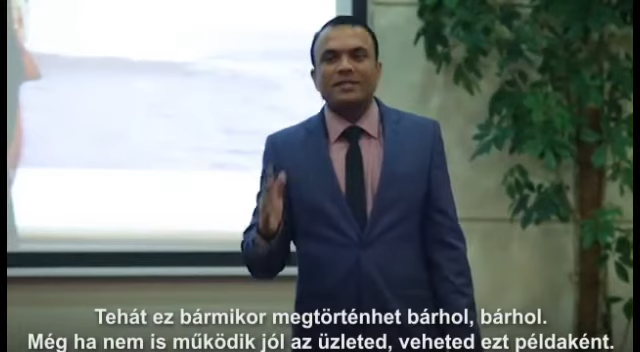 Tehát ez bármikor megtörténhet bárhol, bárhol.
Még ha nem is működik jól az üzleted, veheted ezt példaként.